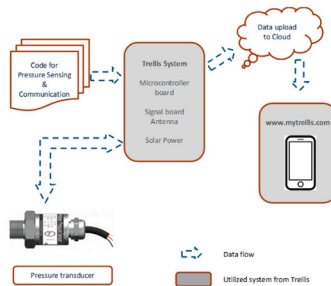 Code for
Pressure Sensing
&
Communication
Trellis System
Microcontroller
board
Signal board
Antenna
Solar Power
Data upload
to Cloud
www.mytrellis.com
Pressure transducer
Data flow
Utilized system from Trellis